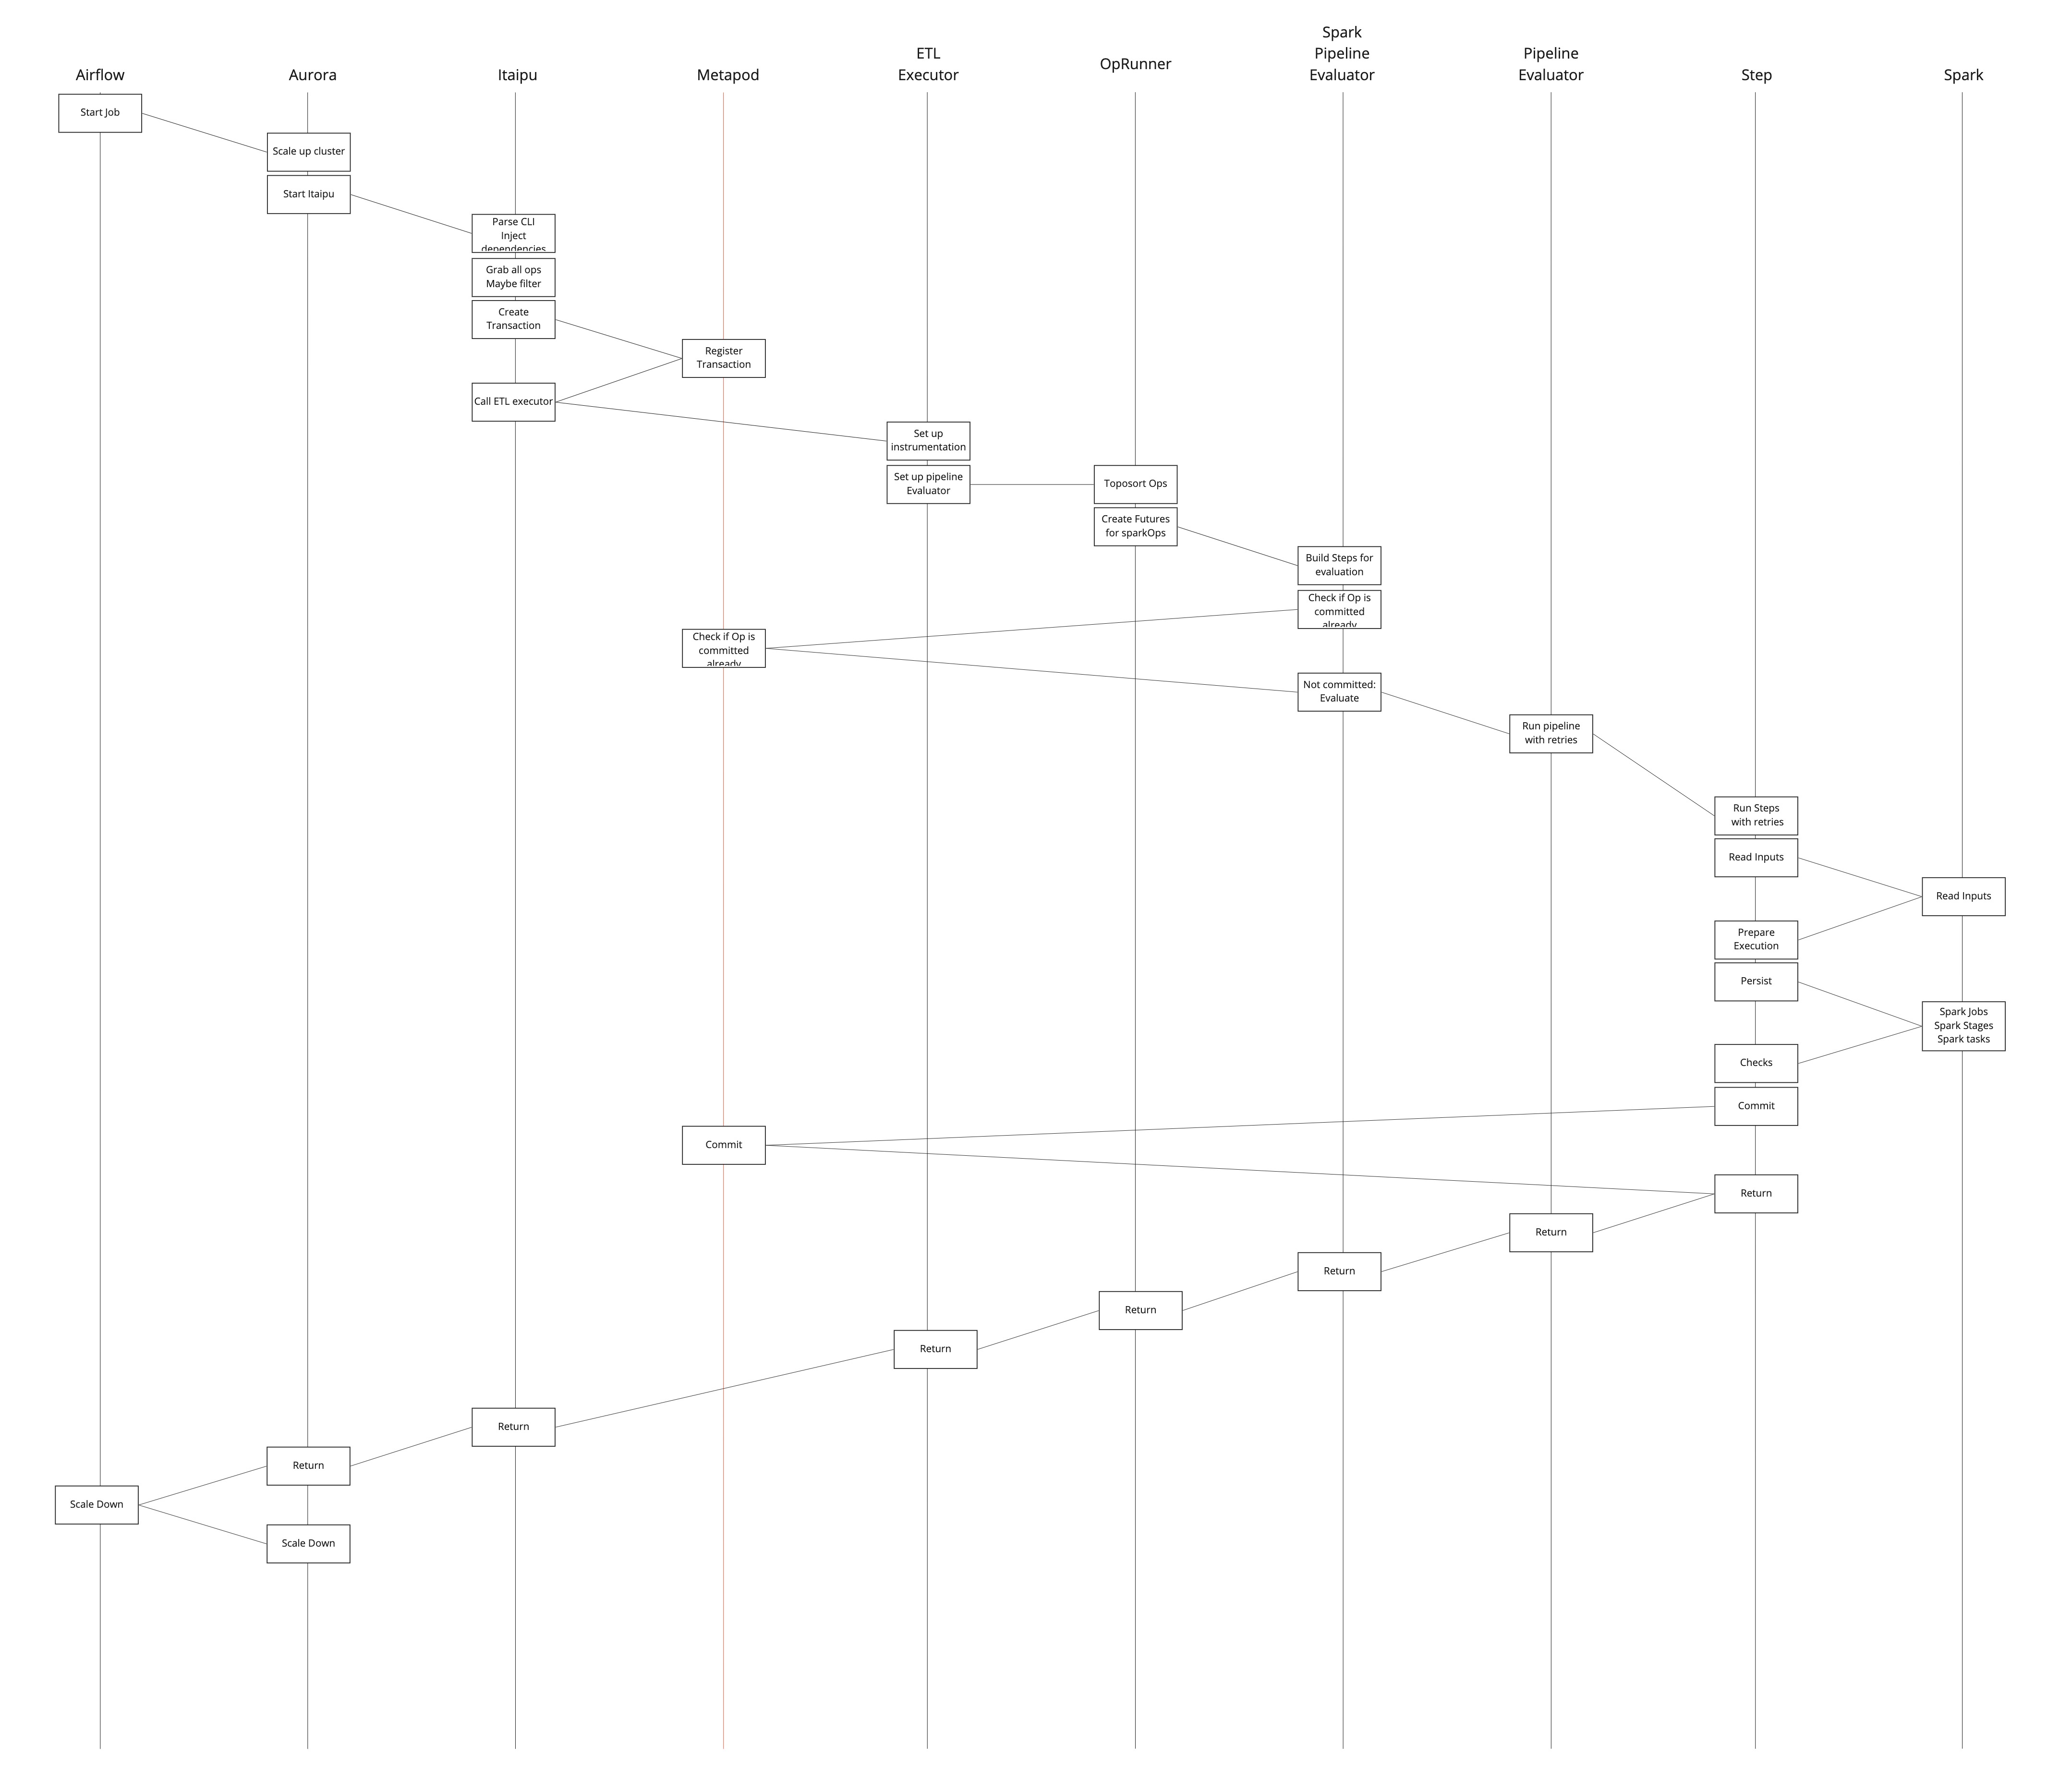 Airflow
Aurora
Itaipu
Metapod
ETL
Executor
OpRunner
Spark
Pipeline
Evaluator
Pipeline
Evaluator
Step
Spark
Start Job
Scale up cluster
Start Itaipu
Parse CLI
Inject
dependencies
Grab all ops
Maybe filter
Create
Transaction
Register
Transaction
Call ETL executor
Set up
instrumentation
Set up pipeline
Evaluator
Toposort Ops
Create Futures
for sparkOps
Build Steps for
evaluation
Check if Op is
committed
already
Check if Op is
committed
already
Not committed:
Evaluate
Run pipeline
with retries
Run Steps
with retries
Read Inputs
Read Inputs
Prepare
Execution
Persist
Spark Jobs
Spark Stages
Spark tasks
Checks
Commit
Commit
Return
Return
Return
Return
Return
Return
Return
Scale Down
Scale Down